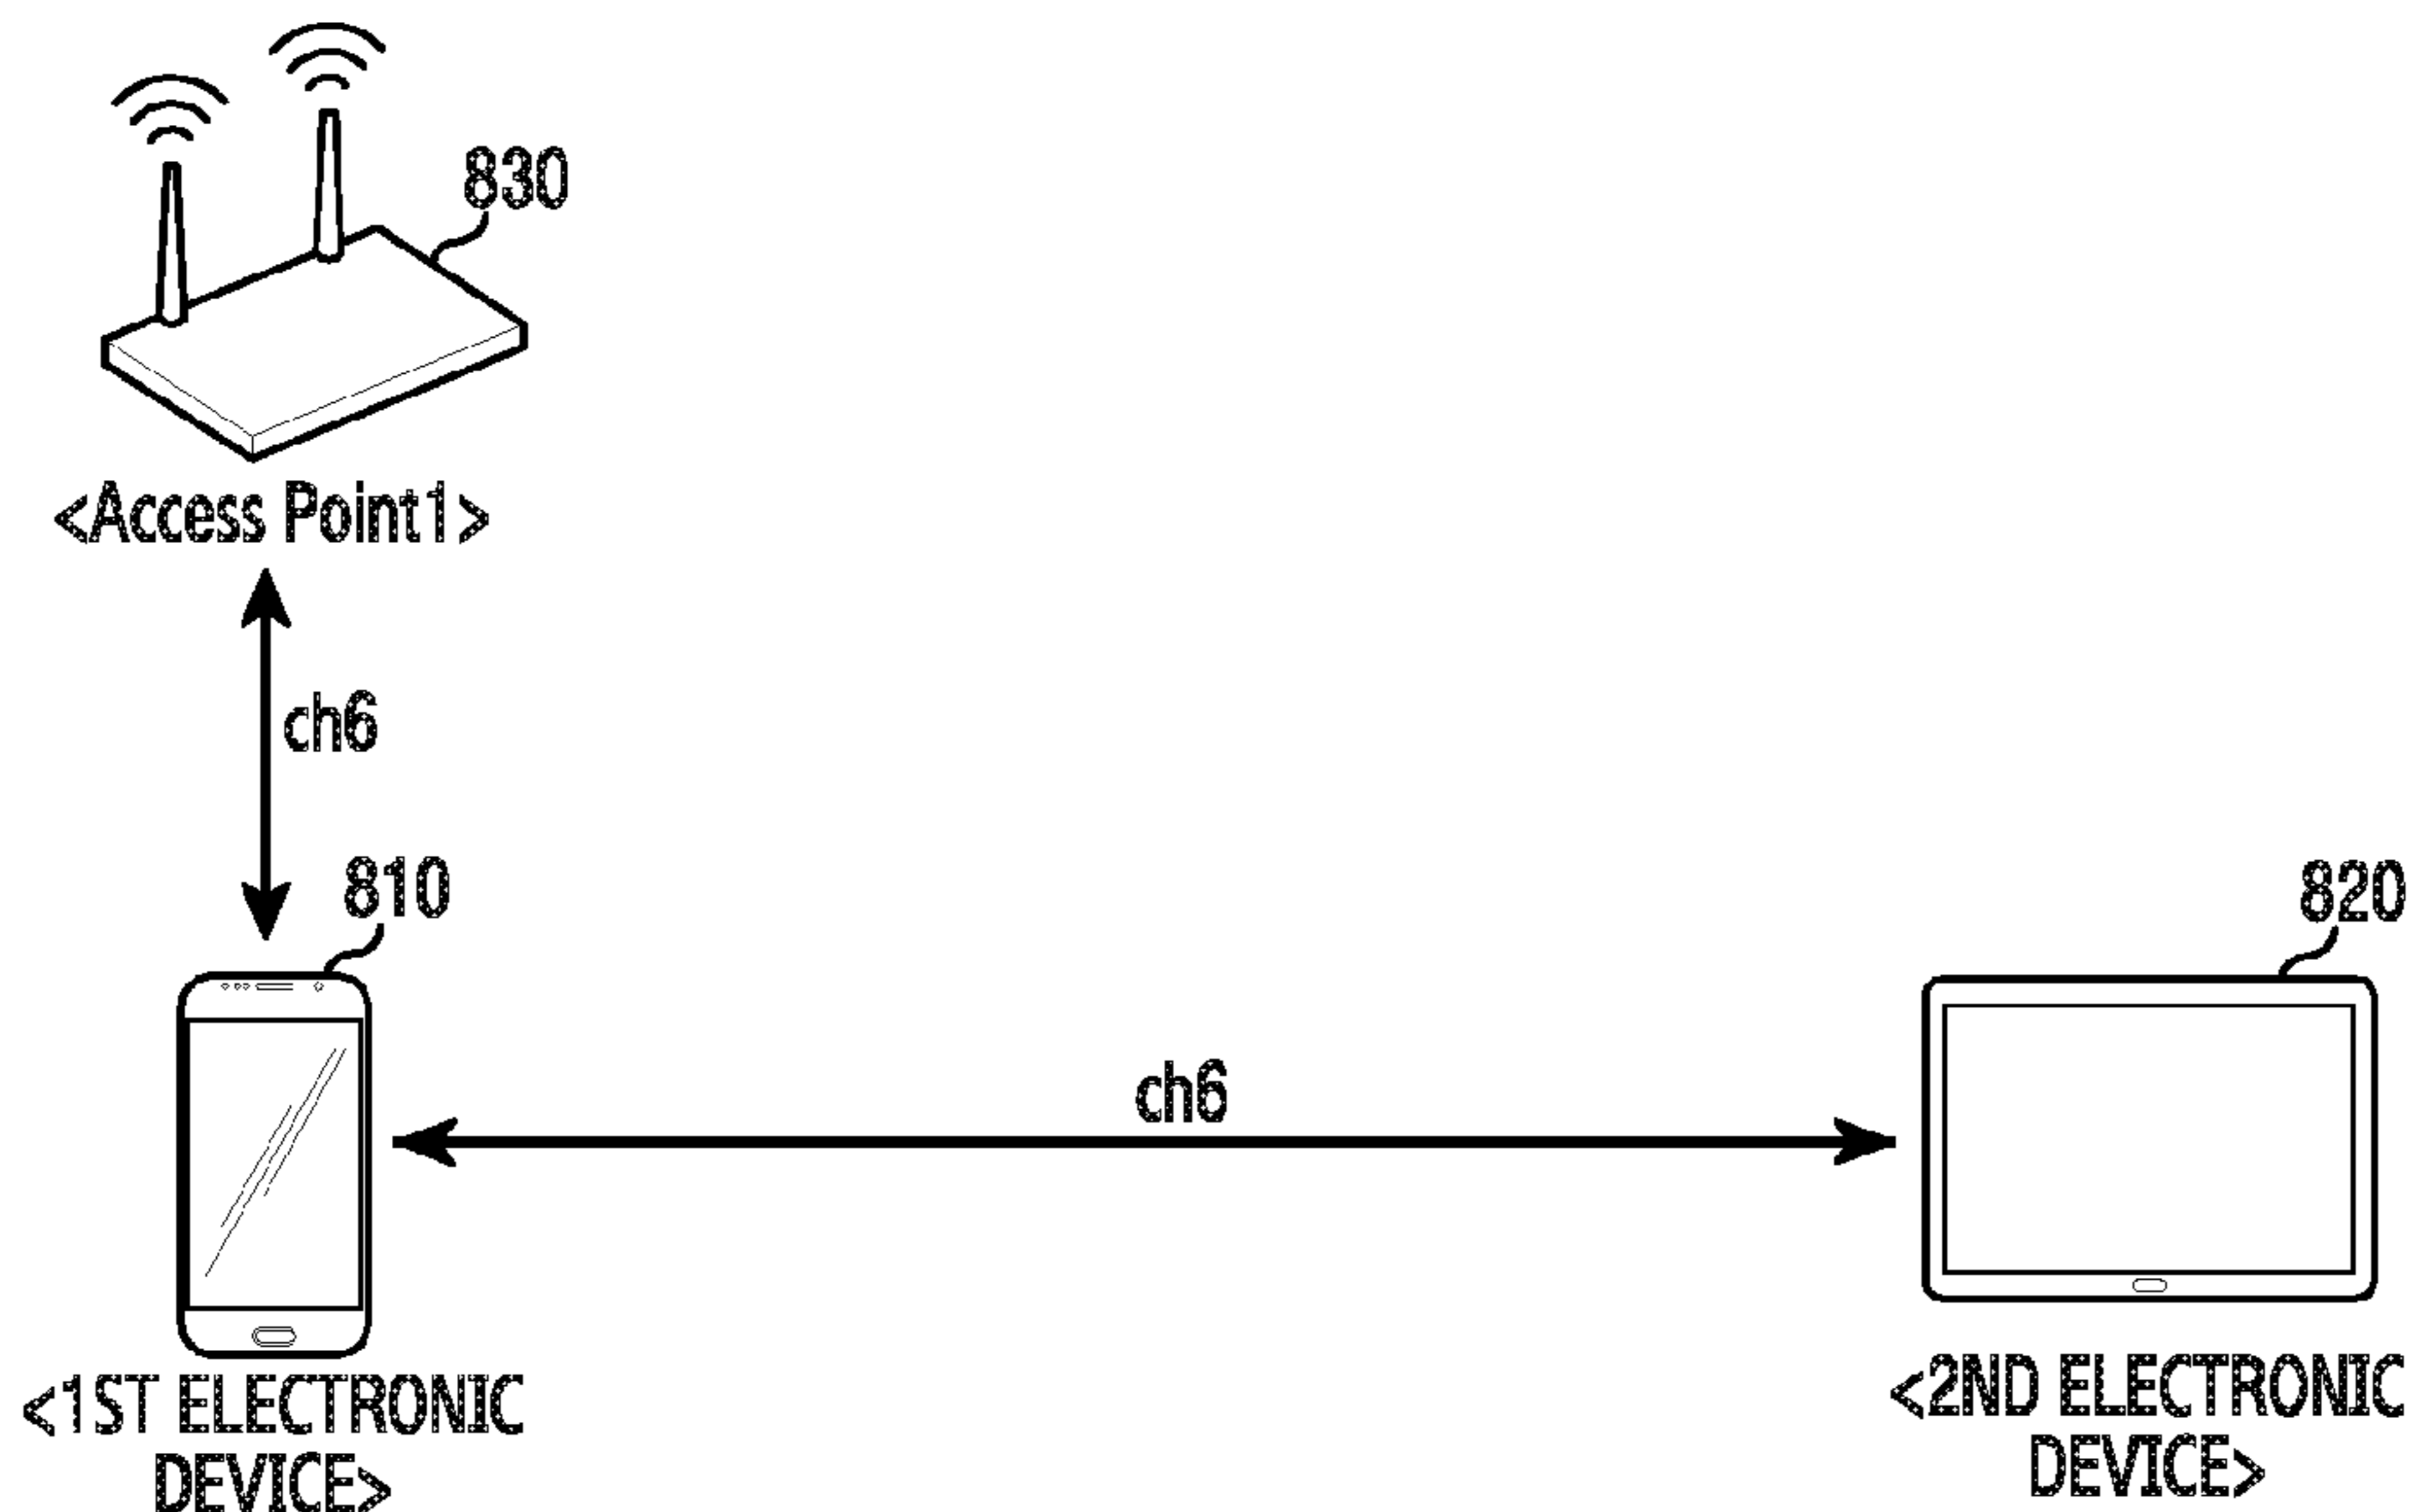 830
<Access Point1>
ch6
810
820
ch6
<1ST ELECTRONIC
DEVICE>
<2ND ELECTRONIC
DEVICE>